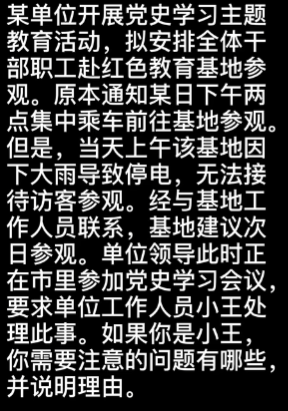 某单位开展党史学习主题
教育活动，拟安排全体干
部职工赴红色教育基地参
观。原本通知某日下午两
点集中乘车前往基地参观。
但是，当天上午该基地因
下大雨导致停电，无法接
待访客参观。经与基地工
作人员联系，基地建议次
日参观。单位领导此时正
在市里参加党史学习会议，
要求单位工作人员小王处
理此事。如果你是小王，
你需要注意的问题有哪些，
并说明理由。